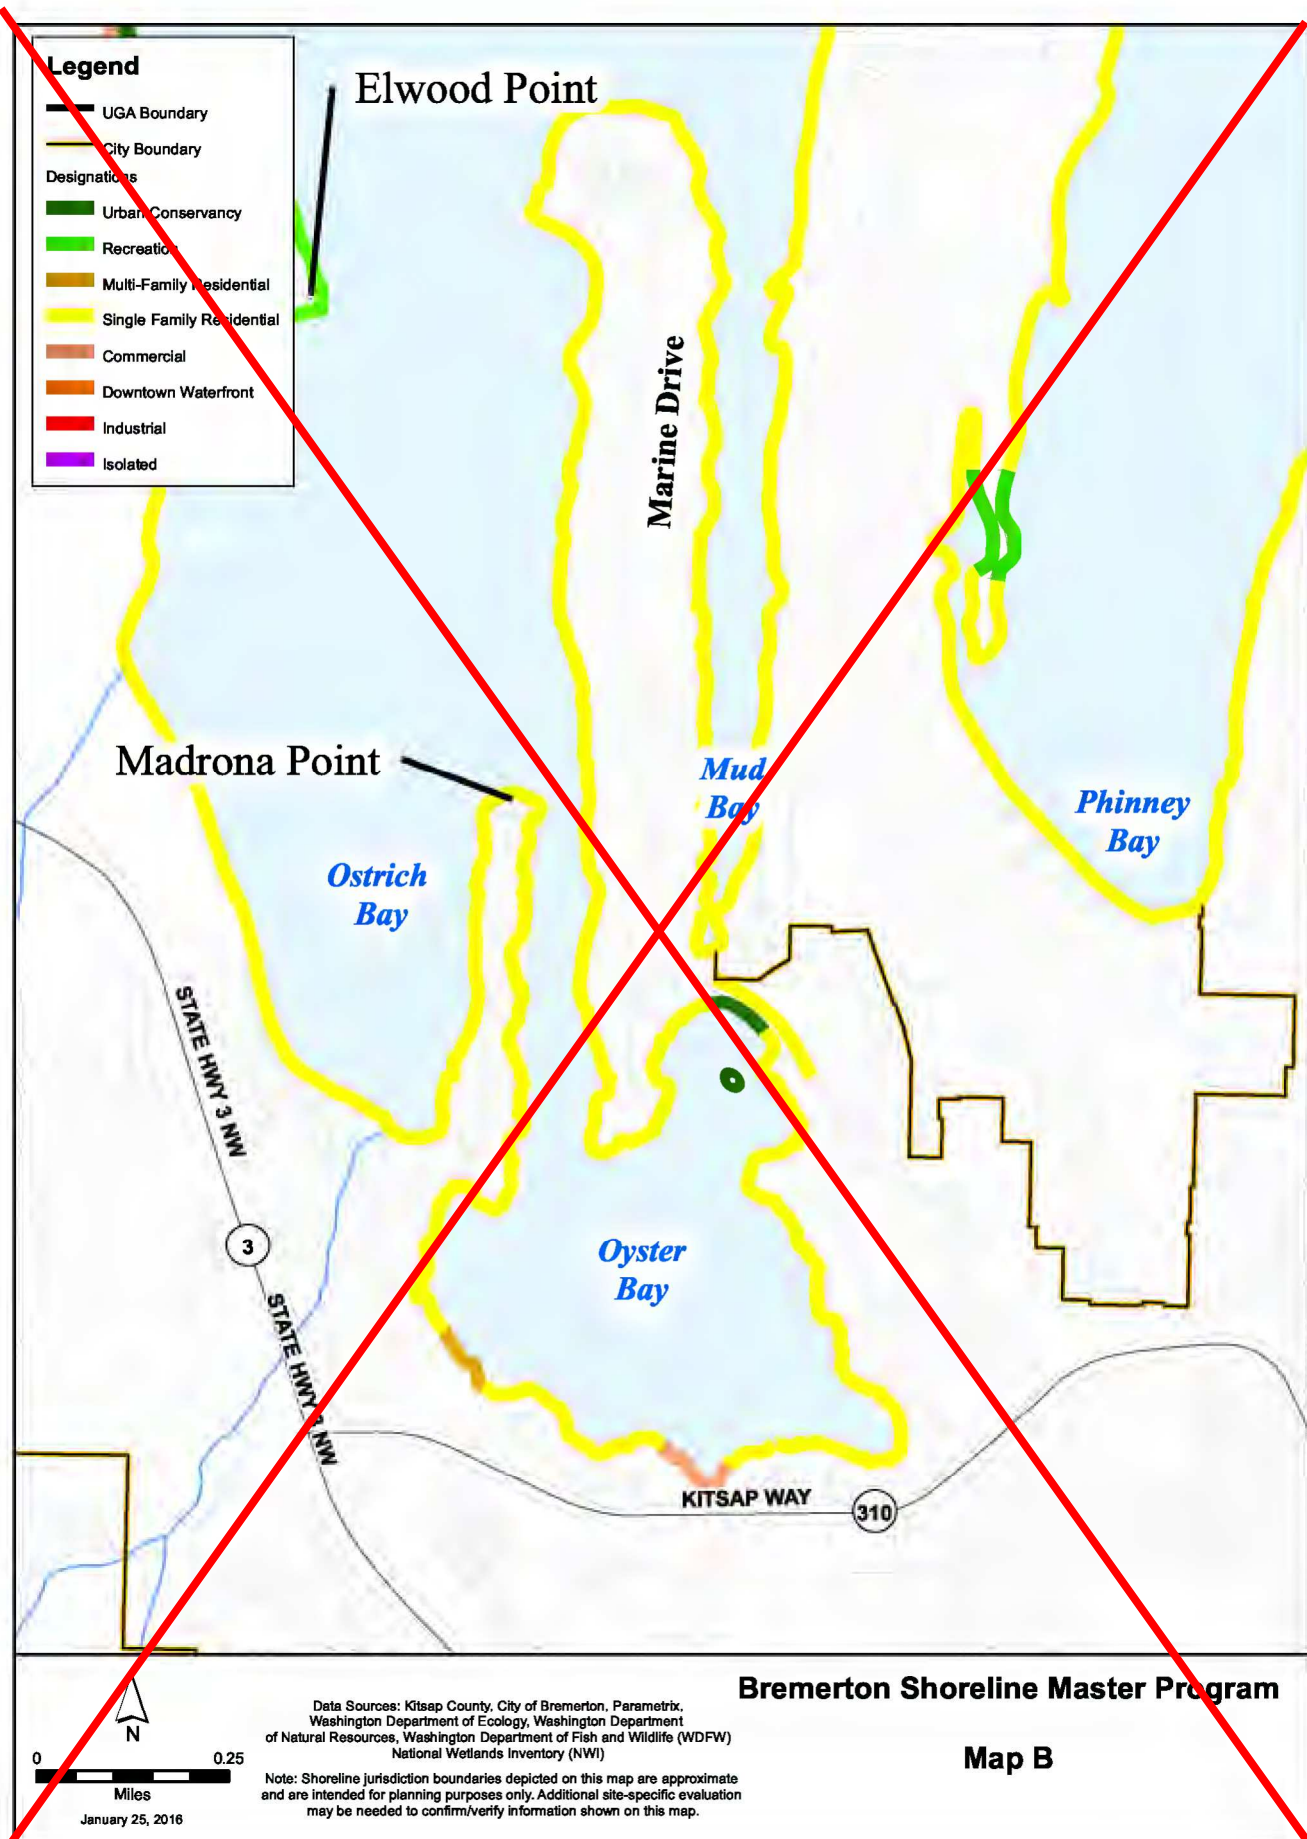 Legend
UGA Boundary
City Boundary
Designations
Urban Conservancy
Recreation
Multi-Family Residential
Single Family Residential
Commercial
Downtown Waterfront
Industrial
Isolated
Elwood Point
Marine Drive
Madrona Point
Mud
Bay
Phinney
Bay
Ostrich
Bay
STATE HWY 3 NW
3
Oyster
Bay
STATE HWY 3 NW
KITSAP WAY
310
N
0 0.25
Miles
January 25, 2016
Data Sources: Kitsap County, City of Bremerton, Parametrix,
Washington Department of Ecology, Washington Department
of Natural Resources, Washington Department of Fish and Wildlife (WDFW)
National Wetlands Inventory (NWI)
Note: Shoreline jurisdiction boundaries depicted on this map are approximate
and are intended for planning purposes only. Additional site-specific evaluation
may be needed to confirm/verify information shown on this map.
Bremerton Shoreline Master Program
Map B